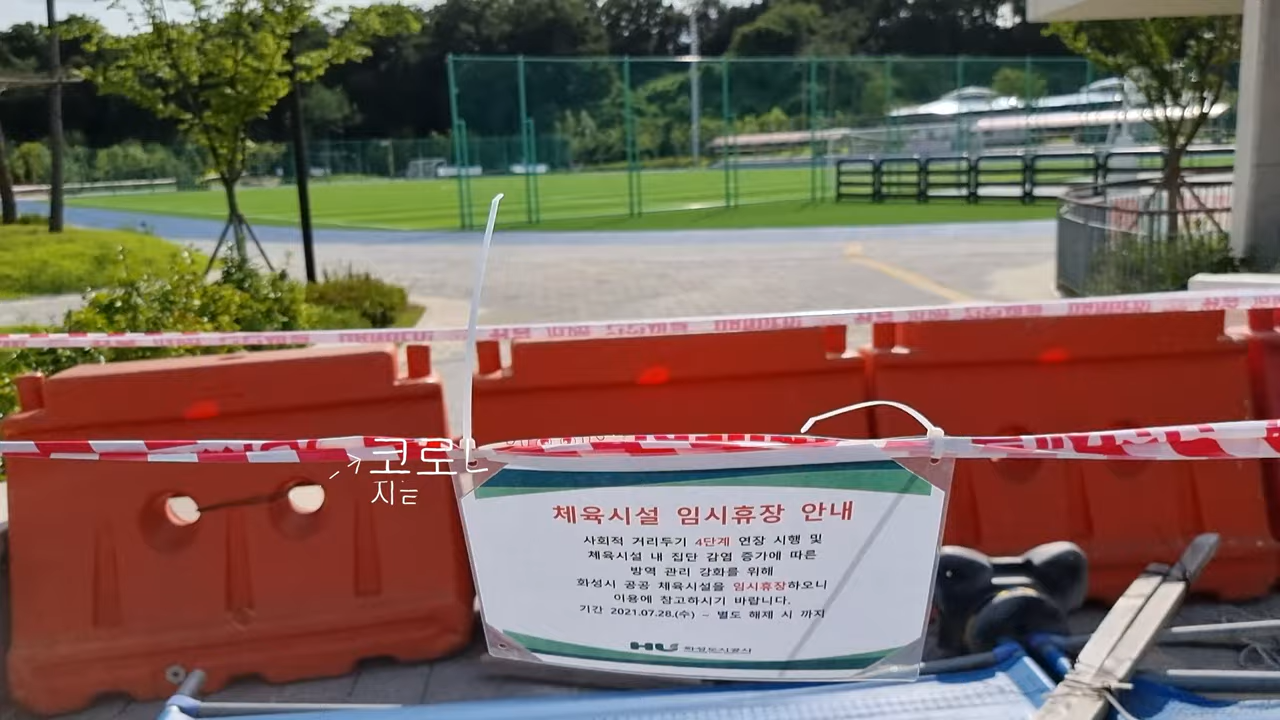 코로
체육시설 임시휴장 안내
사회적 거리두기 4단계 연장 시행 및
체육시설 내 집단 감염 증가에 따른
방역 관리 강화를 위해
화성시 공공 체육시설을 임시휴장하오니
이용에 참고하시기 바랍니다.
기간 2021.07.28.(수) ~ 별도 해제 시 까지
HU 화성도시공사